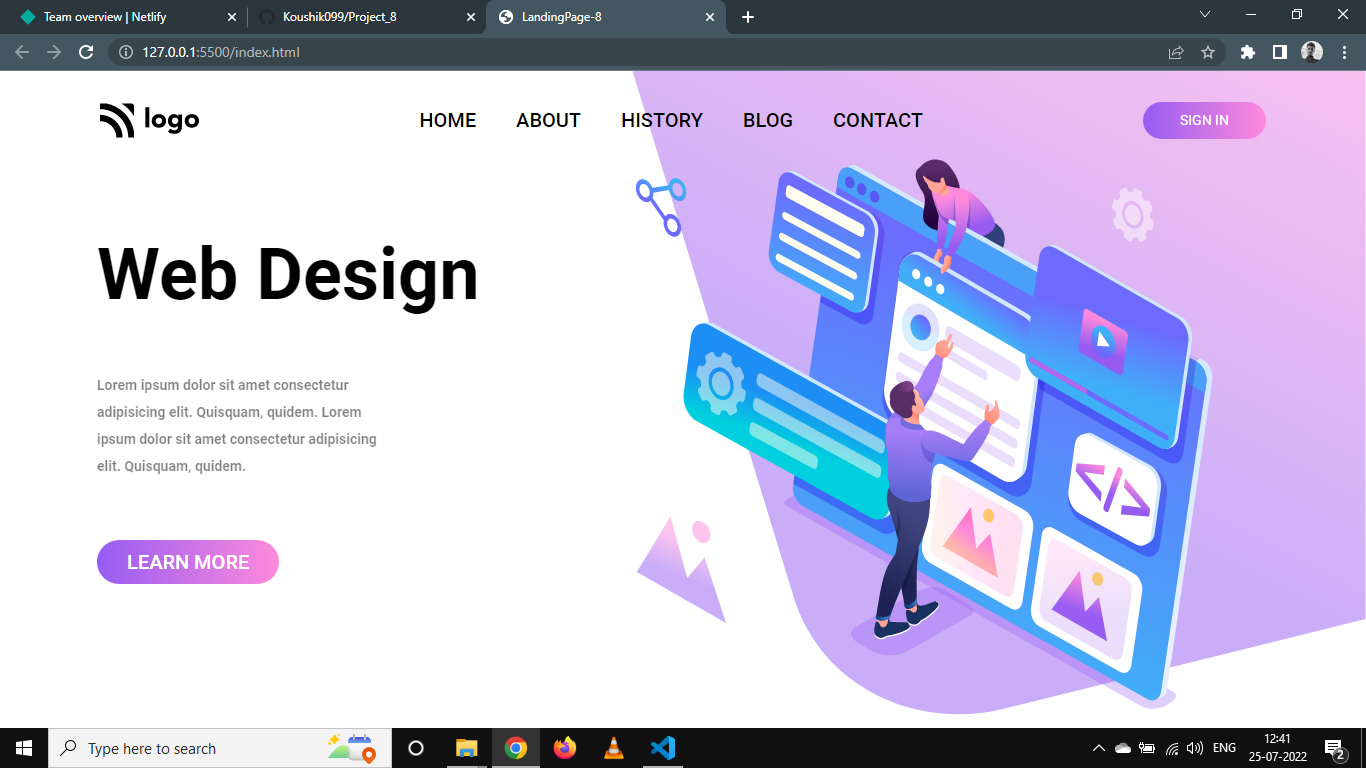 Team overview | Netlify
Koushik099/Project_8
LandingPage-8
127.0.0.1:5500/index.html
logo
HOME
ABOUT
HISTORY
BLOG
CONTACT
SIGN IN
Web Design
Lorem ipsum dolor sit amet consectetur
adipisicing elit. Quisquam, quidem. Lorem
ipsum dolor sit amet consectetur adipisicing
elit. Quisquam, quidem.
LEARN MORE
</>
Type here to search
ENG
12:41
25-07-2022
2